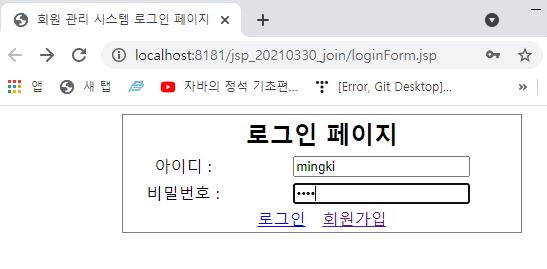 회원 관리 시스템 로그인 페이지
localhost:8181/jsp_20210330_join/loginForm.jsp
앱 새 탭 자바의 정석 기초편... [Error, Git Desktop]... »
로그인 페이지
아이디 : mingki
비밀번호 : ••••
로그인 회원가입